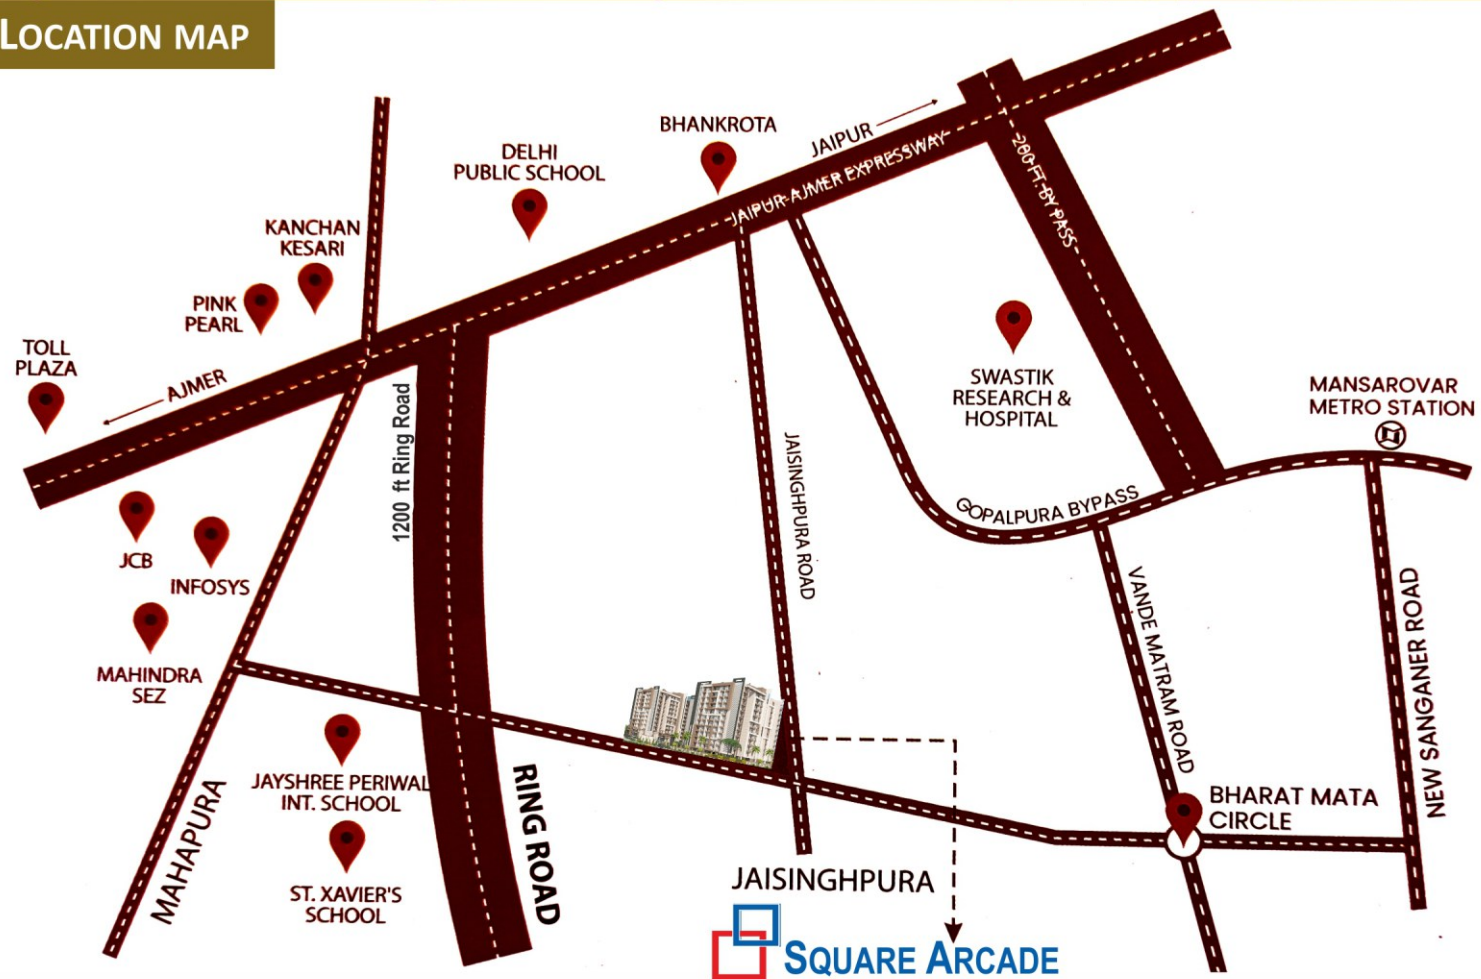 LOCATION MAP
BHANKROTA
JAIPUR
DELHI
PUBLIC SCHOOL
JAIPUR-AJMER EXPRESSWAY
200 FT. BY PASS
KANCHAN
KESARI
PINK
PEARL
TOLL
PLAZA
AJMER
SWASTIK
RESEARCH &
HOSPITAL
MANSAROVAR
METRO STATION
1200 ft Ring Road
JAISINGHPURA ROAD
GOPALPURA BYPASS
JCB
INFOSYS
VANDE MATRAM ROAD
NEW SANGANER ROAD
MAHINDRA
SEZ
JAYSHREE PERIWAL
INT. SCHOOL
MAHAPURA
RING ROAD
BHARAT MATA
CIRCLE
ST. XAVIER'S
SCHOOL
JAISINGHPURA
SQUARE ARCADE